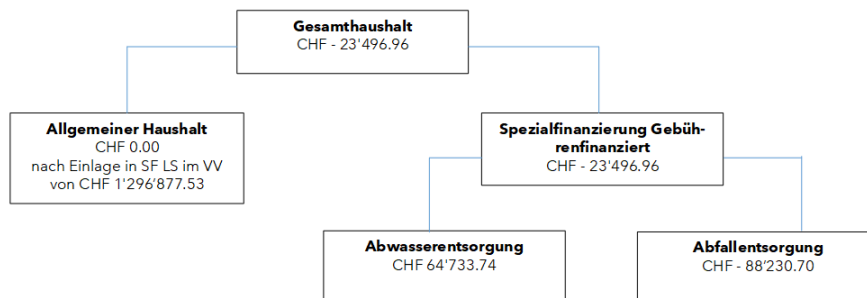 Gesamthaushalt
CHF - 23'496.96
Allgemeiner Haushalt
CHF 0.00
nach Einlage in SF LS im VV
von CHF 1'296’877.53
Spezialfinanzierung Gebüh-
renfinanziert
CHF - 23'496.96
Abwasserentsorgung
CHF 64'733.74
Abfallentsorgung
CHF - 88’230.70